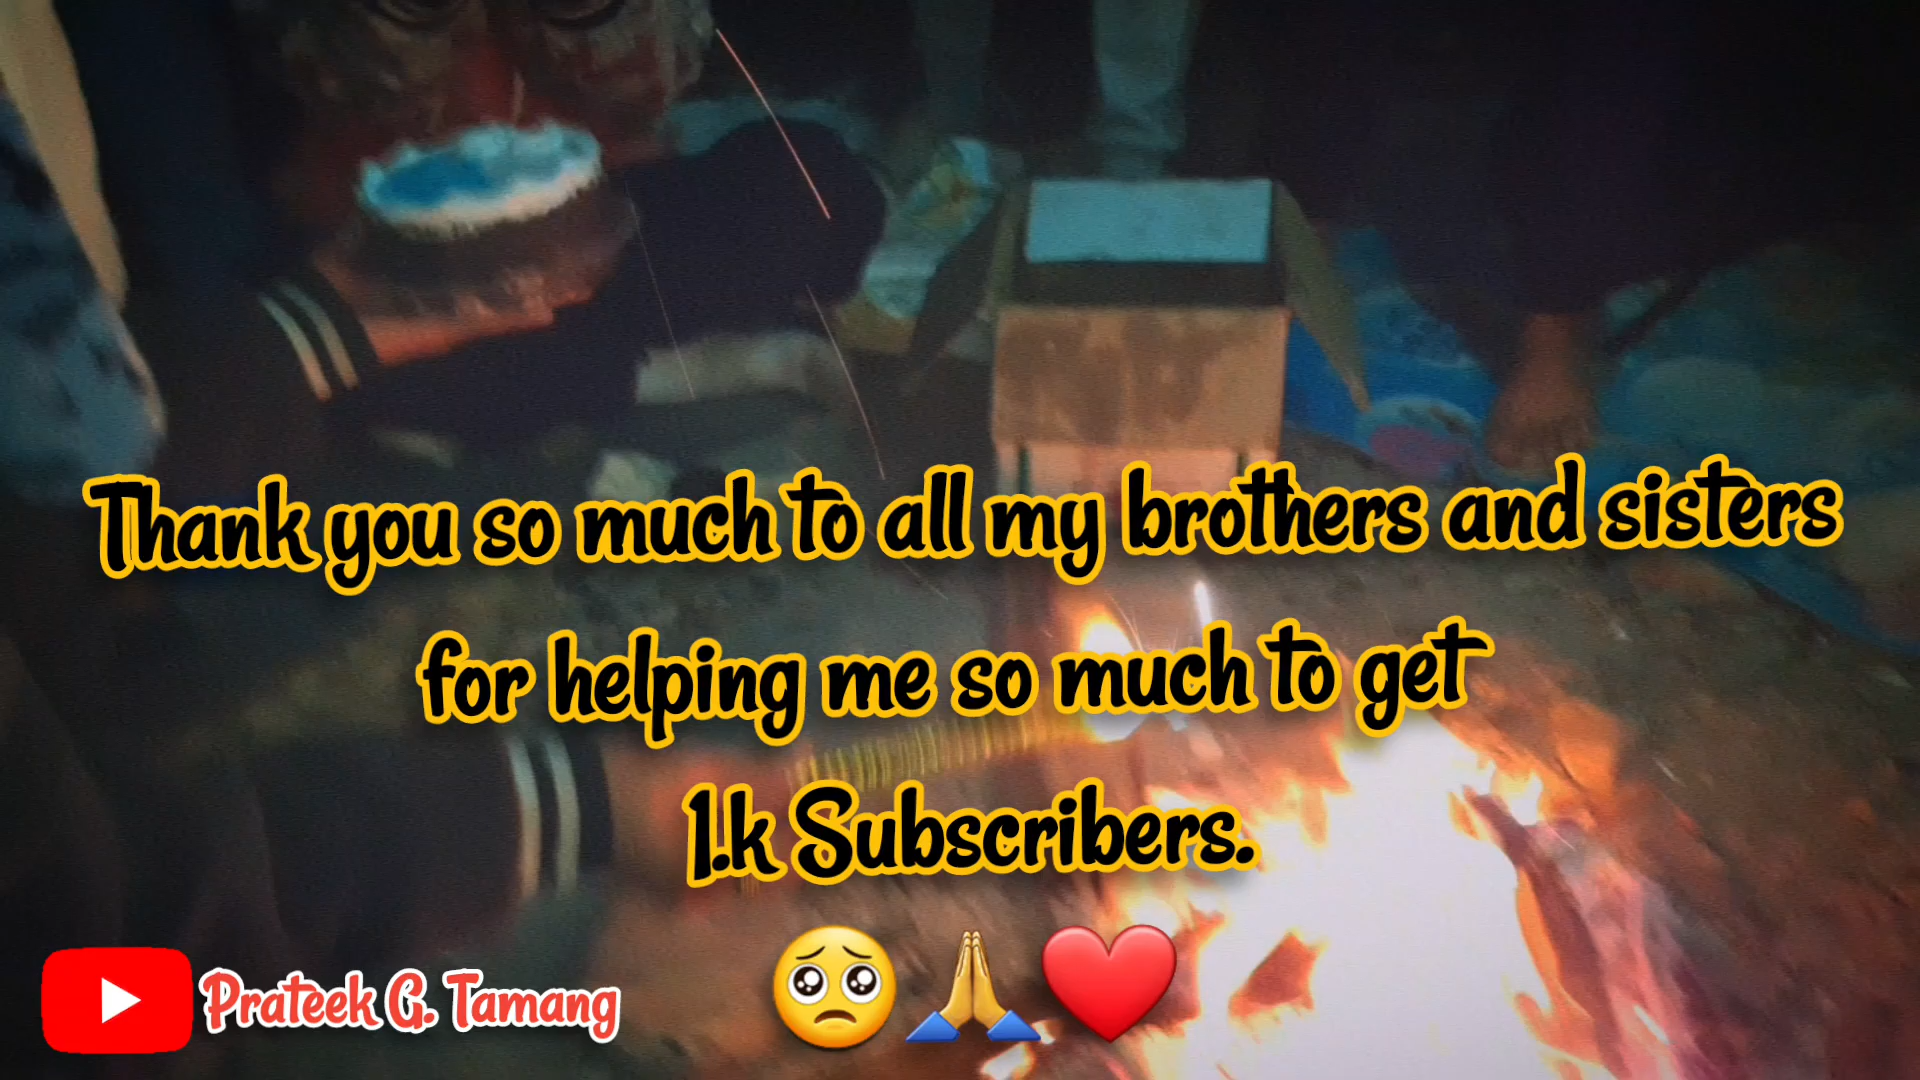 Thank you so much to all my brothers and sisters
for helping me so much to get
1.k Subscribers.
🥺🙏❤️
Prateek G. Tamang